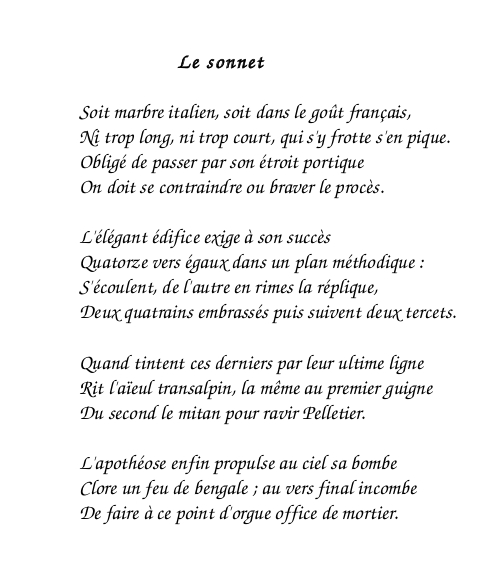 Le sonnet
Soit marbre italien, soit dans le goût français,
Ni trop long, ni trop court, qui s'y frotte s'en pique.
Obligé de passer par son étroit portique
On doit se contraindre ou braver le procès.
L'élégant édifice exige à son succès
Quatorze vers égaux dans un plan méthodique :
S'écoulent, de l'autre en rimes la réplique,
Deux quatrains embrassés puis suivent deux tercets.
Quand tintent ces derniers par leur ultime ligne
Rit l'aïeul transalpin, la même au premier guigne
Du second le mitan pour ravir Pelletier.
L'apothéose enfin propulse au ciel sa bombe
Clore un feu de bengale ; au vers final incombe
De faire à ce point d'orgue office de mortier.